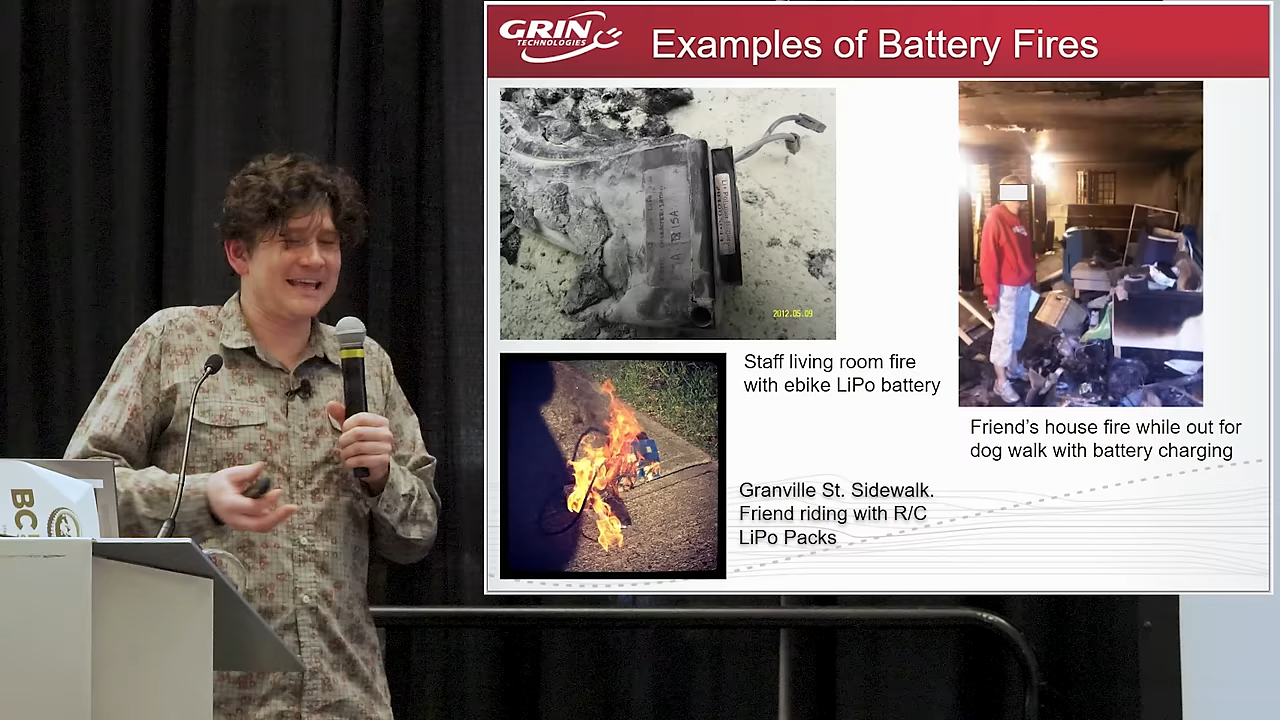 GRIN
TECHNOLOGIES
Examples of Battery Fires
2012.05.09
Staff living room fire
with ebike LiPo battery
Friend's house fire while out for
dog walk with battery charging
Granville St. Sidewalk.
Friend riding with R/C
LiPo Packs